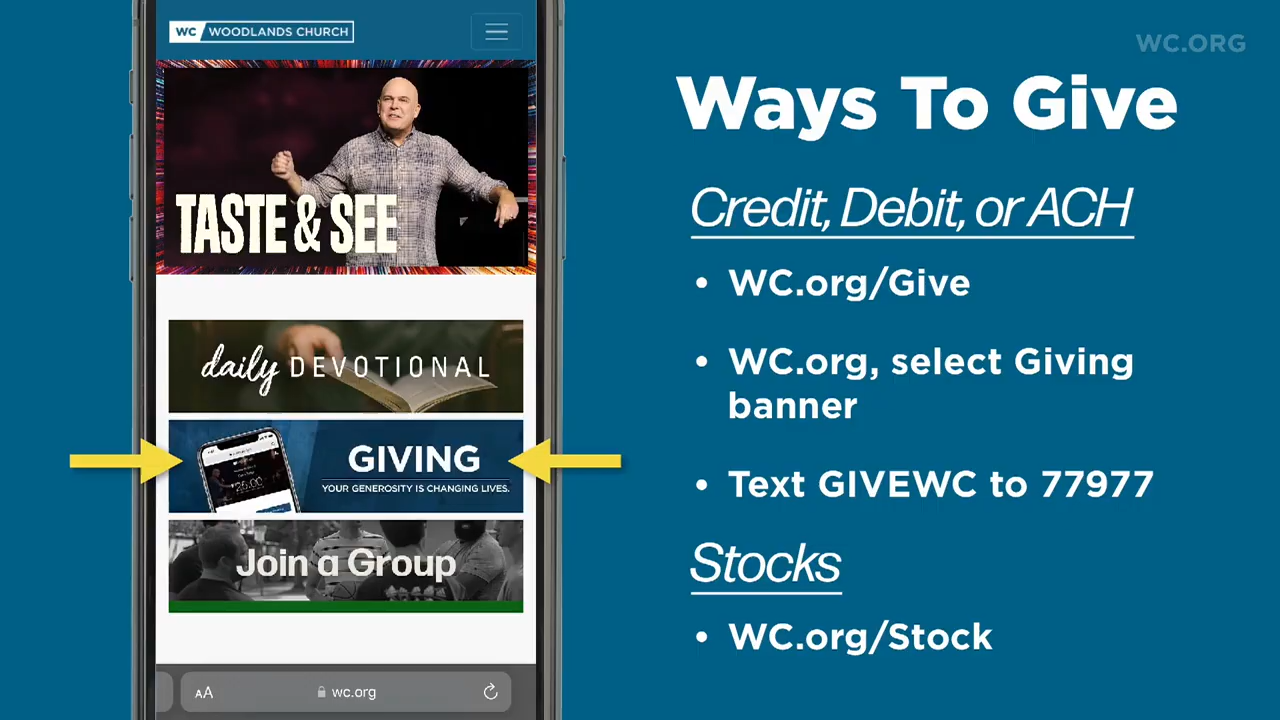 WC WOODLANDS CHURCH
TASTE & SEE
daily DEVOTIONAL
GIVING
YOUR GENEROSITY IS CHANGING LIVES.
Join a Group
AA
wc.org
WC.ORG
Ways To Give
Credit, Debit, or ACH
• WC.org/Give
• WC.org, select Giving
banner
• Text GIVEWC to 77977
Stocks
• WC.org/Stock